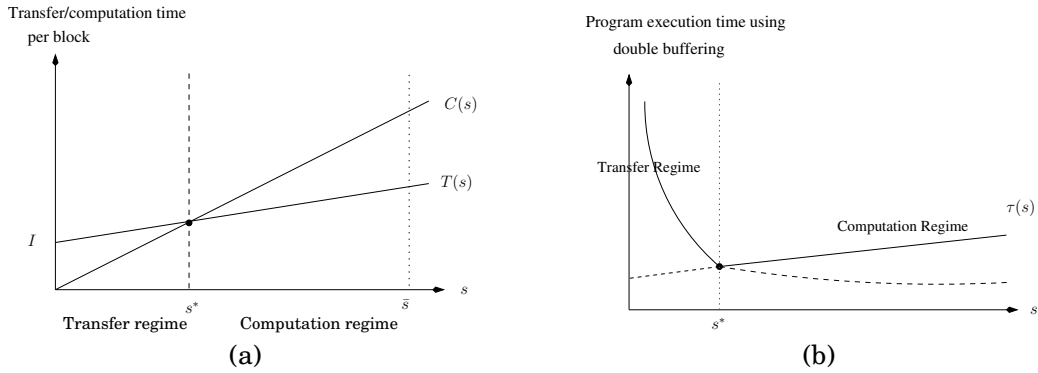 Transfer/computation time
per block
C(s)
T(s)
I
s
s*
s̄
Transfer regime
Computation regime
(a)
Program execution time using
double buffering
Transfer Regime
τ(s)
Computation Regime
s
s*
(b)